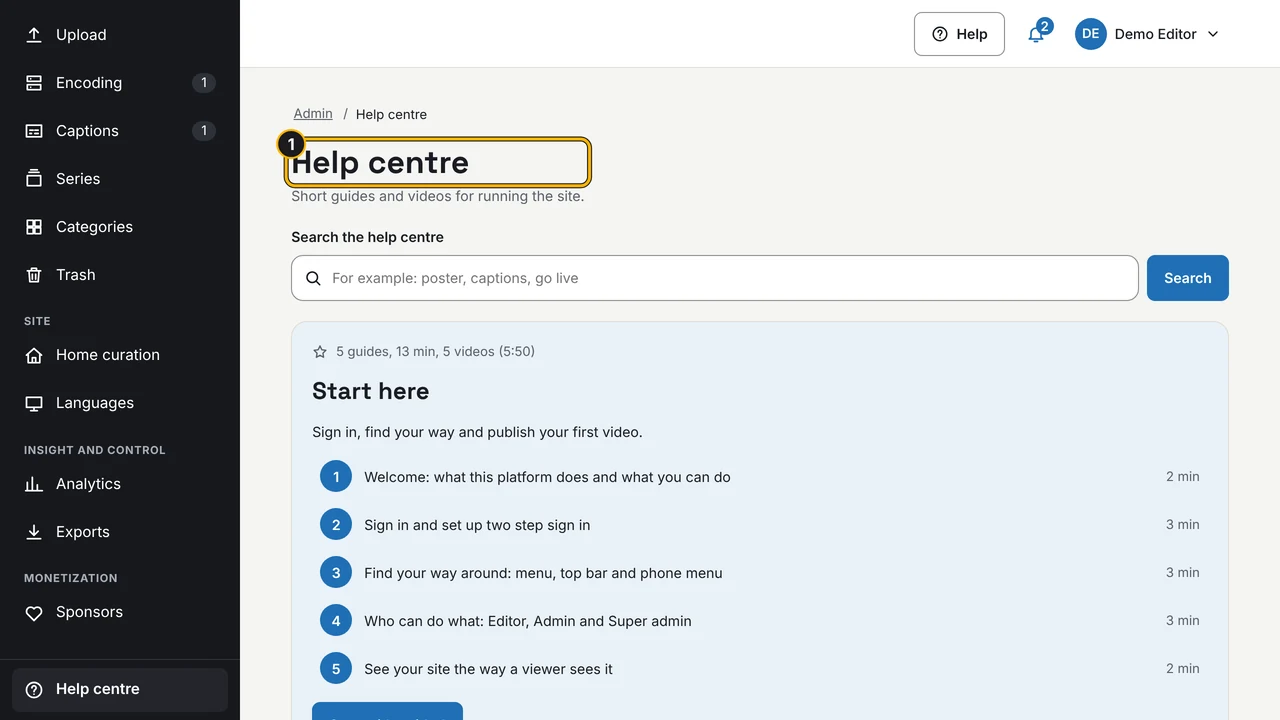 Upload
Encoding 1
Captions 1
Series
Categories
Trash
SITE
Home curation
Languages
INSIGHT AND CONTROL
Analytics
Exports
MONETIZATION
Sponsors
Help centre
Help
2
DE Demo Editor
Admin / Help centre
1
Help centre
Short guides and videos for running the site.
Search the help centre
For example: poster, captions, go live
Search
5 guides, 13 min, 5 videos (5:50)
Start here
Sign in, find your way and publish your first video.
1 Welcome: what this platform does and what you can do 2 min
2 Sign in and set up two step sign in 3 min
3 Find your way around: menu, top bar and phone menu 3 min
4 Who can do what: Editor, Admin and Super admin 3 min
5 See your site the way a viewer sees it 2 min